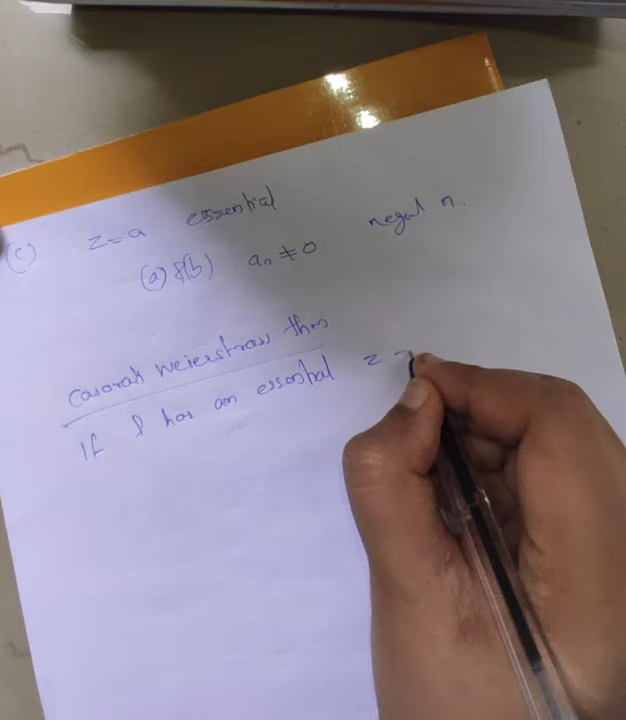 (c) z=a essential
(a) &(b) aₙ ≠ 0 negat n.
Casorati Weierstrass thm
If f has an essential z =